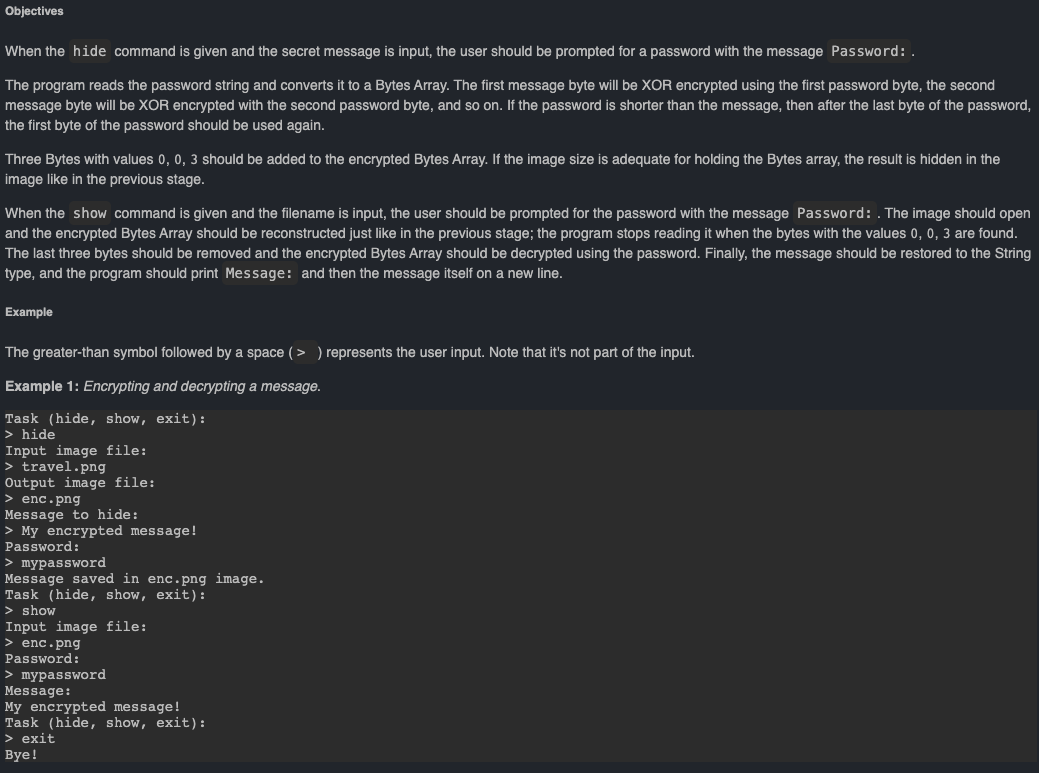 Objectives
When the hide command is given and the secret message is input, the user should be prompted for a password with the message Password: .
The program reads the password string and converts it to a Bytes Array. The first message byte will be XOR encrypted using the first password byte, the second
message byte will be XOR encrypted with the second password byte, and so on. If the password is shorter than the message, then after the last byte of the password,
the first byte of the password should be used again.
Three Bytes with values 0, 0, 3 should be added to the encrypted Bytes Array. If the image size is adequate for holding the Bytes array, the result is hidden in the
image like in the previous stage.
When the show command is given and the filename is input, the user should be prompted for the password with the message Password: . The image should open
and the encrypted Bytes Array should be reconstructed just like in the previous stage; the program stops reading it when the bytes with the values 0, 0, 3 are found.
The last three bytes should be removed and the encrypted Bytes Array should be decrypted using the password. Finally, the message should be restored to the String
type, and the program should print Message: and then the message itself on a new line.
Example
The greater-than symbol followed by a space ( > ) represents the user input. Note that it's not part of the input.
Example 1: Encrypting and decrypting a message.
Task (hide, show, exit):
> hide
Input image file:
> travel.png
Output image file:
> enc.png
Message to hide:
> My encrypted message!
Password:
> mypassword
Message saved in enc.png image.
Task (hide, show, exit):
> show
Input image file:
> enc.png
Password:
> mypassword
Message:
My encrypted message!
Task (hide, show, exit):
> exit
Bye!